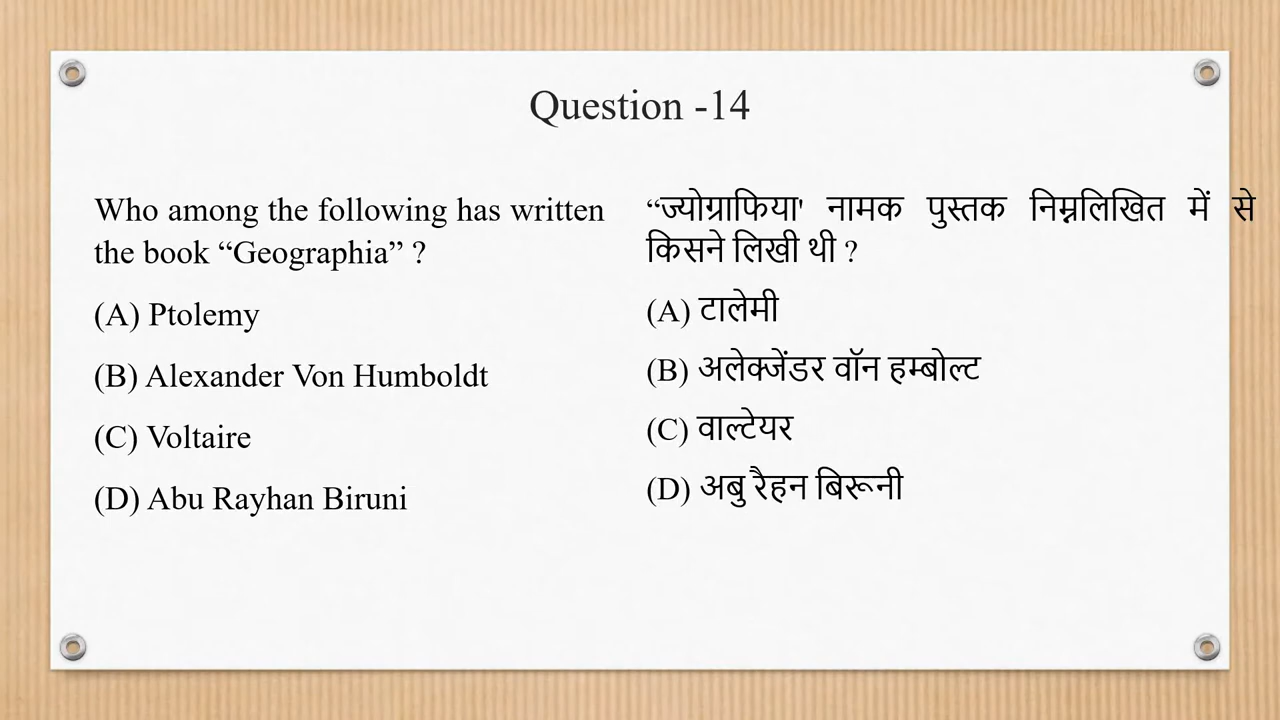 Question -14
Who among the following has written
the book “Geographia” ?
(A) Ptolemy
(B) Alexander Von Humboldt
(C) Voltaire
(D) Abu Rayhan Biruni
“ज्योग्राफिया' नामक पुस्तक निम्नलिखित में से
किसने लिखी थी ?
(A) टालेमी
(B) अलेक्जेंडर वॉन हम्बोल्ट
(C) वाल्टेयर
(D) अबु रैहन बिरूनी